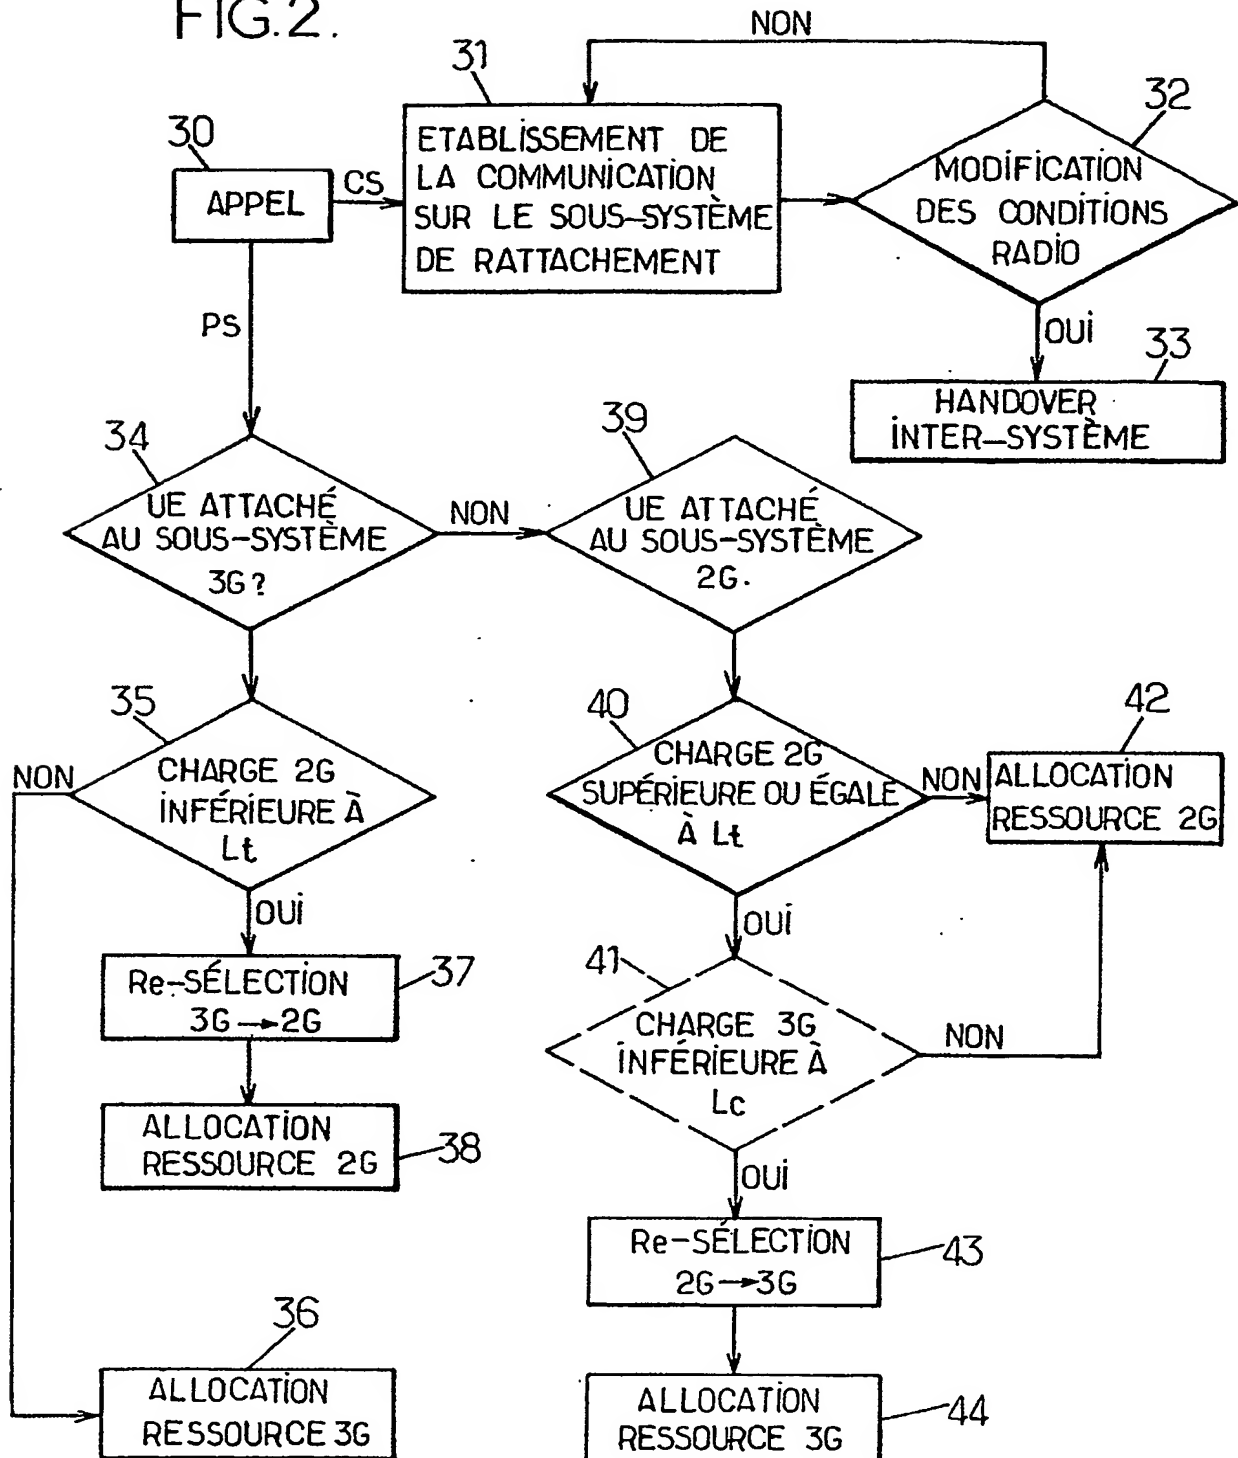 FIG.2.
NON
31
32
30
ETABLISSEMENT DE
LA COMMUNICATION
SUR LE SOUS-SYSTÈME
DE RATTACHEMENT
MODIFICATION
DES CONDITIONS
RADIO
APPEL
CS
PS
OUI
33
HANDOVER
INTER-SYSTÈME
34
UE ATTACHÉ
AU SOUS-SYSTÈME
3G?
NON
39
UE ATTACHÉ
AU SOUS-SYSTÈME
2G.
35
NON
CHARGE 2G
INFÉRIEURE À
Lt
40
CHARGE 2G
SUPÉRIEURE OU ÉGALE
À Lt
NON
42
ALLOCATION
RESSOURCE 2G
OUI
OUI
37
Re-SÉLECTION
3G→2G
41
CHARGE 3G
INFÉRIEURE À
Lc
NON
ALLOCATION
RESSOURCE 2G
38
OUI
Re-SÉLECTION
2G→3G
43
36
ALLOCATION
RESSOURCE 3G
ALLOCATION
RESSOURCE 3G
44